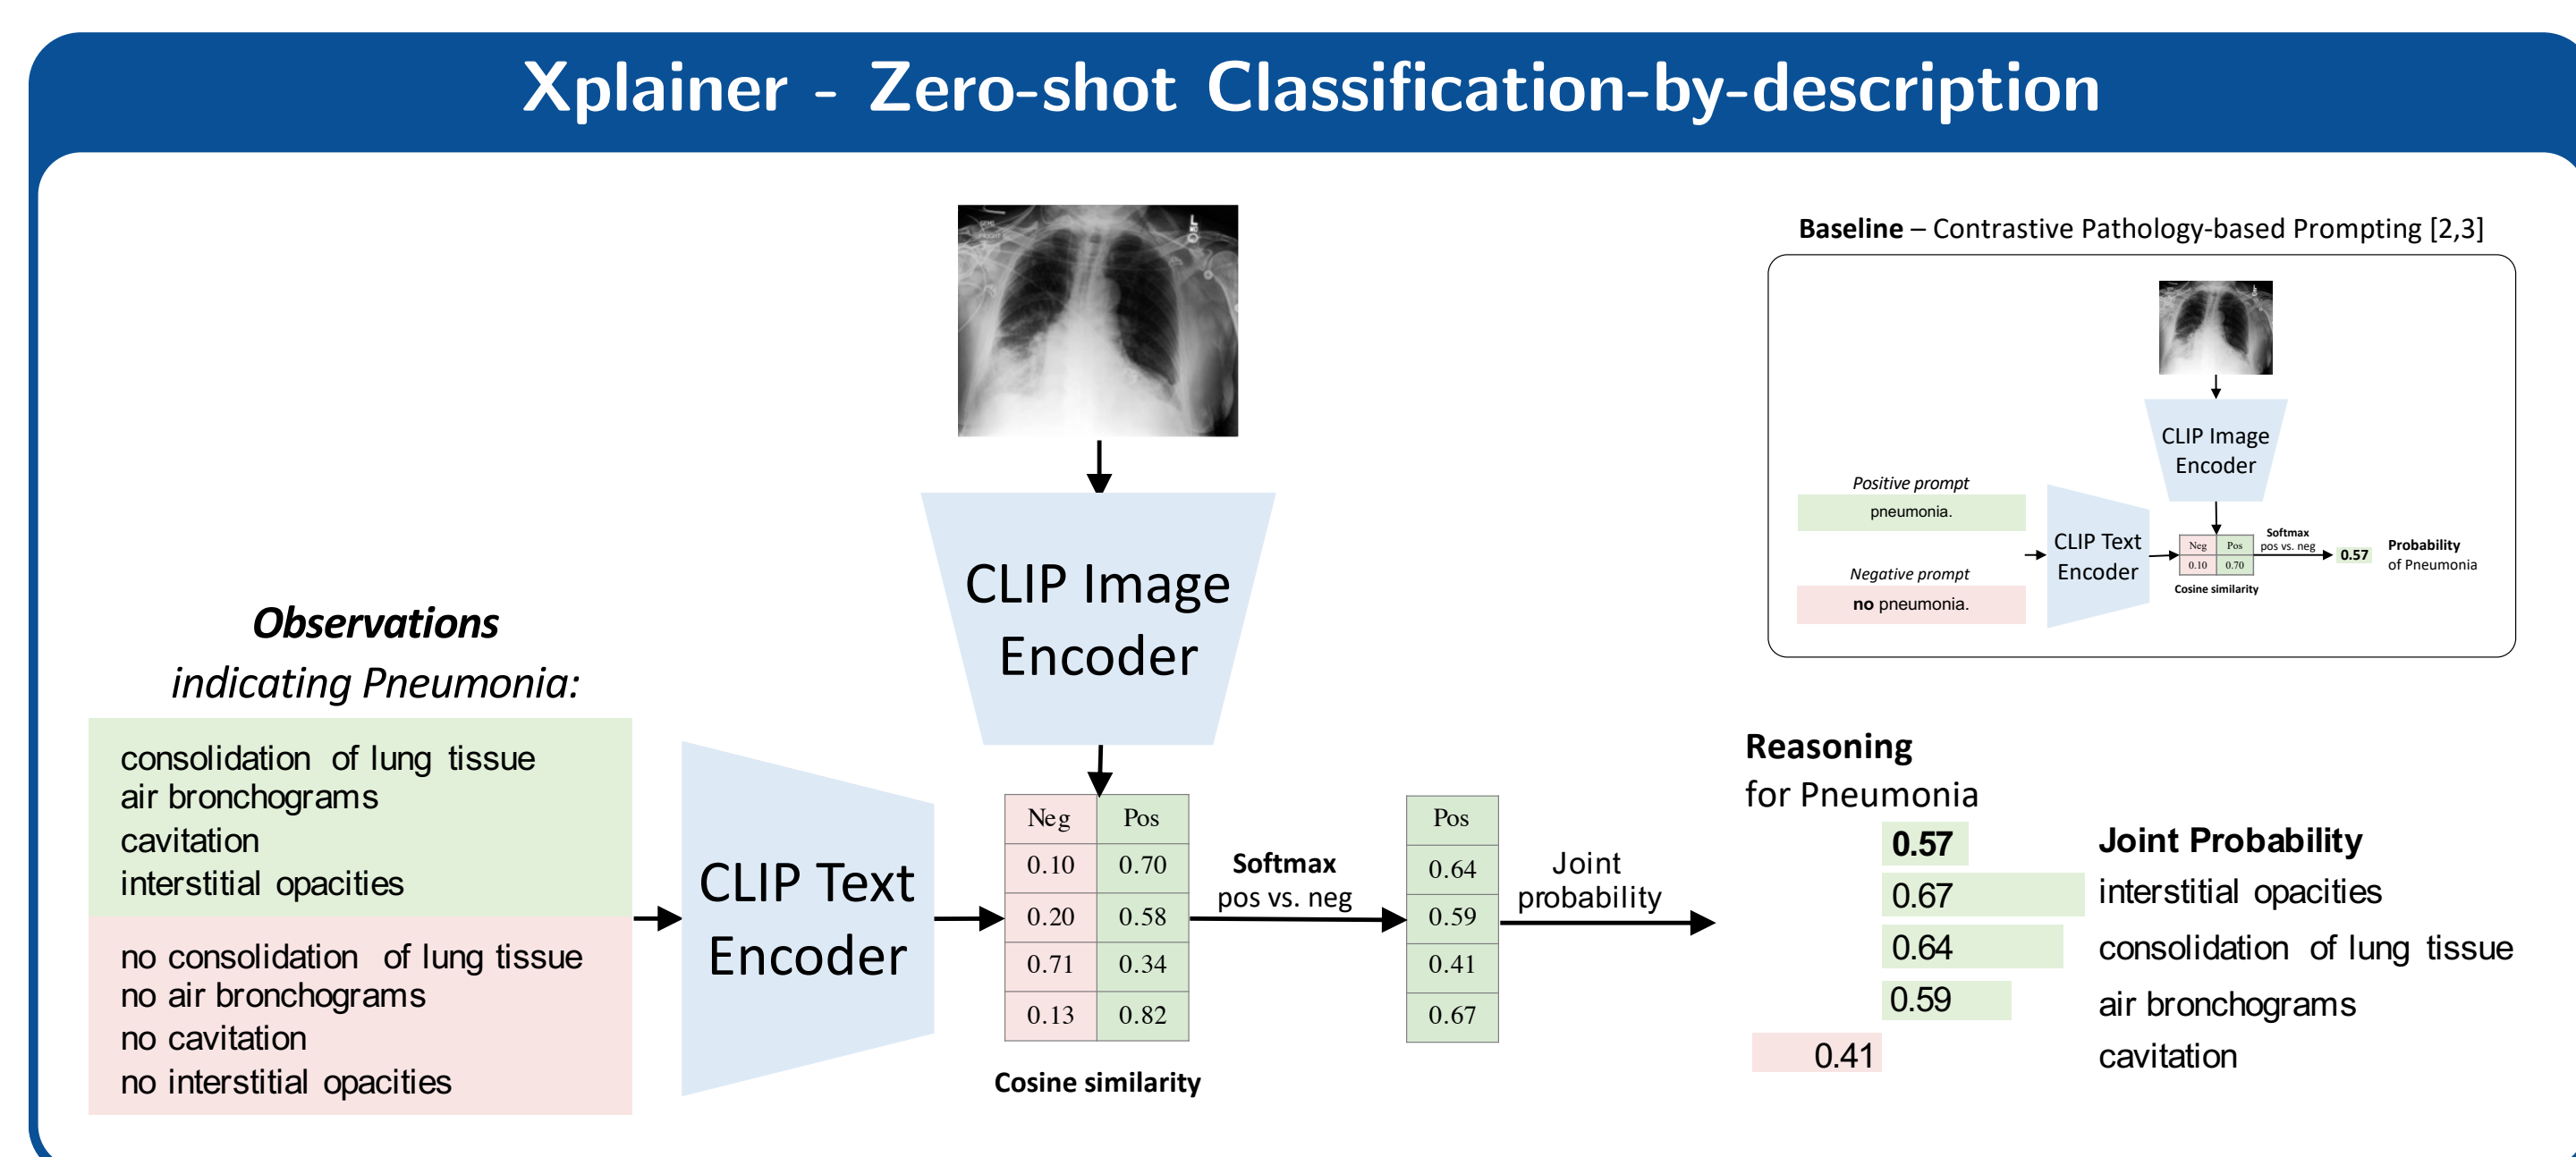 Xplainer - Zero-shot Classification-by-description
Baseline – Contrastive Pathology-based Prompting [2,3]
CLIP Image
Encoder
Positive prompt
pneumonia.
Negative prompt
no pneumonia.
CLIP Text
Encoder
Neg Pos
0.10 0.70
Cosine similarity
Softmax
pos vs. neg
0.57
Probability
of Pneumonia
L
CLIP Image
Encoder
Observations
indicating Pneumonia:
consolidation of lung tissue
air bronchograms
cavitation
interstitial opacities
no consolidation of lung tissue
no air bronchograms
no cavitation
no interstitial opacities
CLIP Text
Encoder
Neg Pos
0.10 0.70
0.20 0.58
0.71 0.34
0.13 0.82
Cosine similarity
Softmax
pos vs. neg
Pos
0.64
0.59
0.41
0.67
Joint
probability
Reasoning
for Pneumonia
0.57 Joint Probability
0.67 interstitial opacities
0.64 consolidation of lung tissue
0.59 air bronchograms
0.41 cavitation